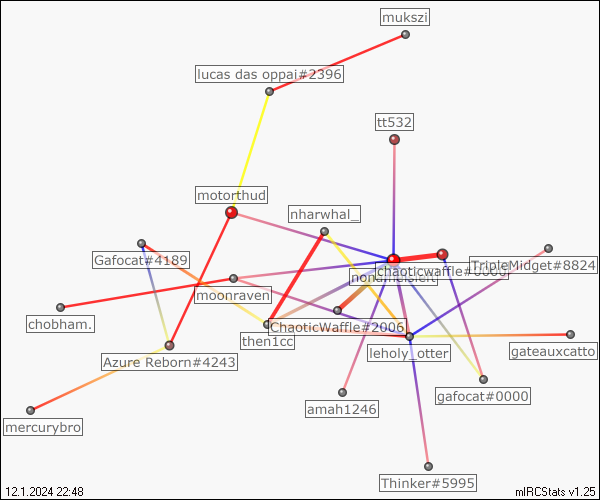 mukszi
lucas das oppai#2396
tt532
motorthud
nharwhal_
Gafocat#4189
TripleMidget#8824
chaoticwaffle#0000
moonraven
chobham.
ChaoticWaffle#2006
then1cc
leholy_otter
gateauxcatto
Azure Reborn#4243
gafocat#0000
amah1246
mercurybro
Thinker#5995
12.1.2024 22:48
mIRCStats v1.25